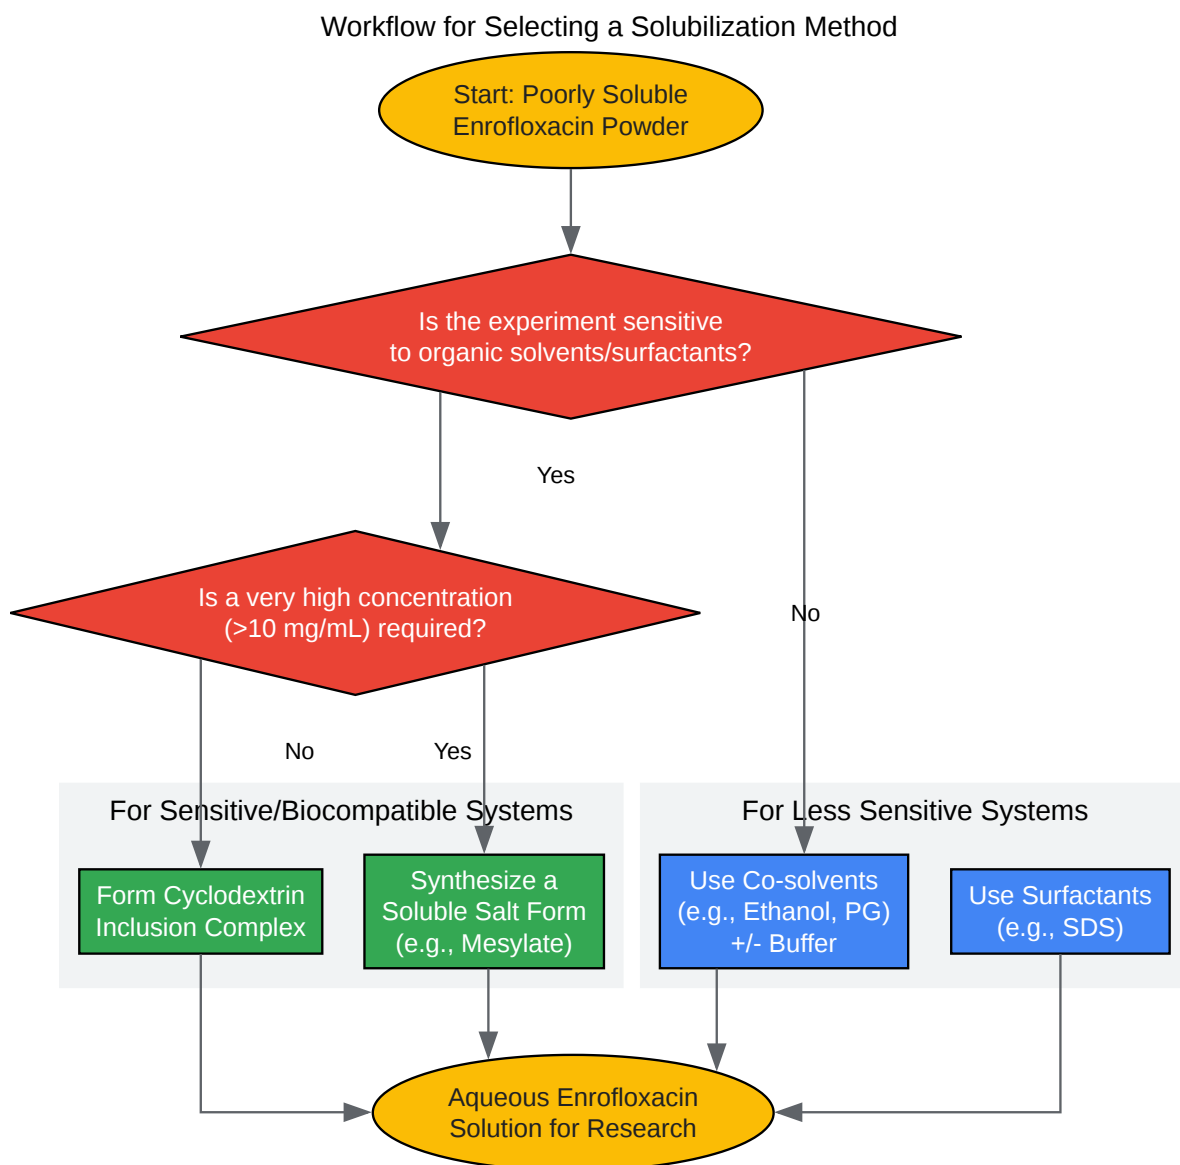 Workflow for Selecting a Solubilization Method
Start: Poorly Soluble
Enrofloxacin Powder
Is the experiment sensitive
to organic solvents/surfactants?
Yes
Is a very high concentration
(>10 mg/mL) required?
No
No
Yes
For Sensitive/Biocompatible Systems
For Less Sensitive Systems
Form Cyclodextrin
Inclusion Complex
Synthesize a
Soluble Salt Form
(e.g., Mesylate)
Use Co-solvents
(e.g., Ethanol, PG)
+/- Buffer
Use Surfactants
(e.g., SDS)
Aqueous Enrofloxacin
Solution for Research